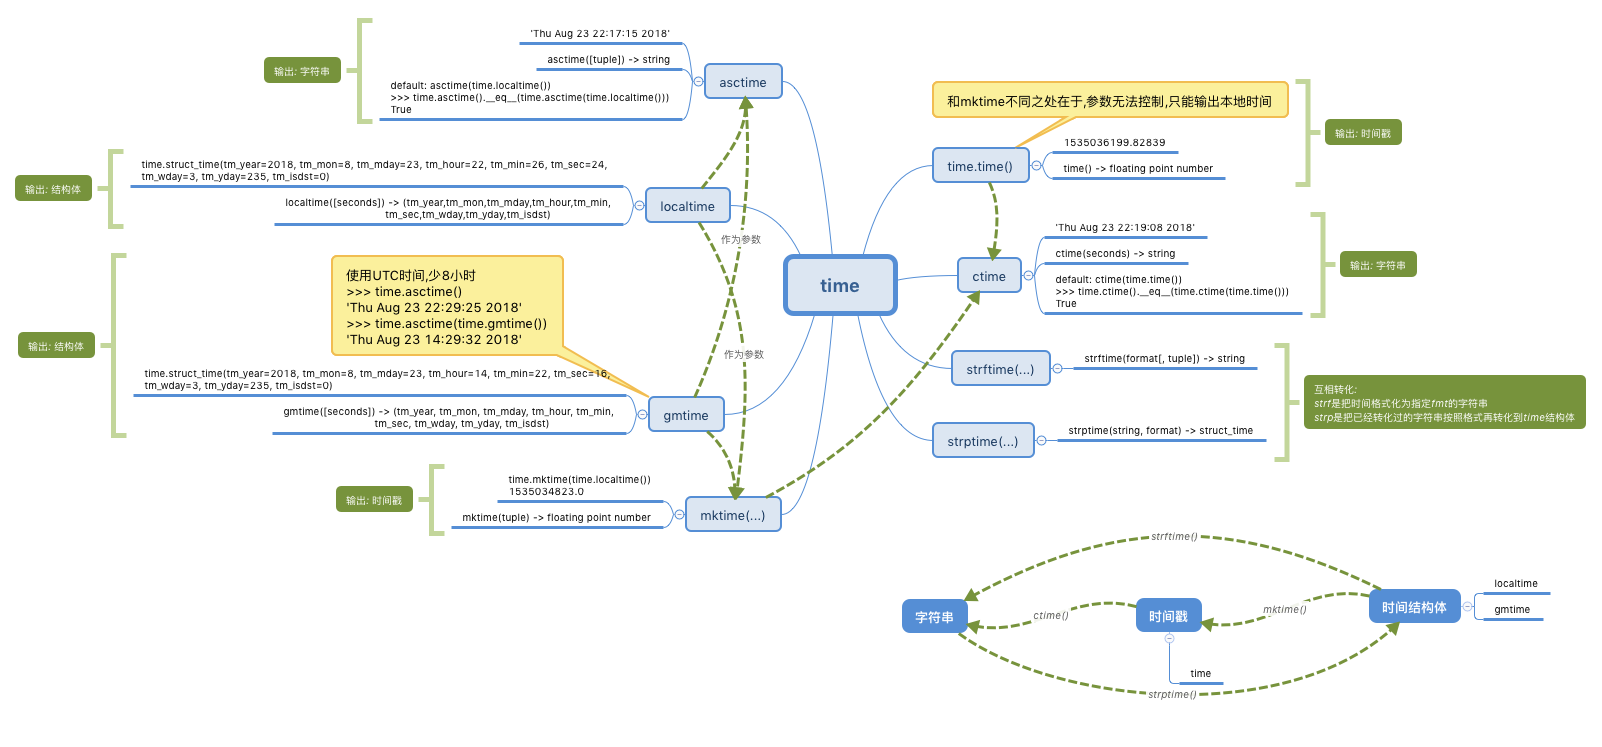 time
asctime
'Thu Aug 23 22:17:15 2018'
asctime([tuple]) -> string
default: asctime(time.localtime())
>>> time.asctime().__eq__(time.asctime(time.localtime()))
True
输出: 字符串
localtime
time.struct_time(tm_year=2018, tm_mon=8, tm_mday=23, tm_hour=22, tm_min=26, tm_sec=24,
tm_wday=3, tm_yday=235, tm_isdst=0)
localtime([seconds]) -> (tm_year,tm_mon,tm_mday,tm_hour,tm_min,
tm_sec,tm_wday,tm_yday,tm_isdst)
输出: 结构体
作为参数
使用UTC时间,少8小时
>>> time.asctime()
'Thu Aug 23 22:29:25 2018'
>>> time.asctime(time.gmtime())
'Thu Aug 23 14:29:32 2018'
作为参数
gmtime
time.struct_time(tm_year=2018, tm_mon=8, tm_mday=23, tm_hour=14, tm_min=22, tm_sec=16,
tm_wday=3, tm_yday=235, tm_isdst=0)
gmtime([seconds]) -> (tm_year, tm_mon, tm_mday, tm_hour, tm_min,
tm_sec, tm_wday, tm_yday, tm_isdst)
输出: 结构体
mktime(...)
time.mktime(time.localtime())
1535034823.0
mktime(tuple) -> floating point number
输出: 时间戳
和mktime不同之处在于,参数无法控制,只能输出本地时间
time.time()
1535036199.82839
time() -> floating point number
输出: 时间戳
ctime
'Thu Aug 23 22:19:08 2018'
ctime(seconds) -> string
default: ctime(time.time())
>>> time.ctime().__eq__(time.ctime(time.time()))
True
输出: 字符串
strftime(...)
strftime(format[, tuple]) -> string
strptime(...)
strptime(string, format) -> struct_time
互相转化:
strf是把时间格式化为指定fmt的字符串
strp是把已经转化过的字符串按照格式再转化到time结构体
strftime()
字符串
ctime()
时间戳
time
mktime()
时间结构体
localtime
gmtime
strptime()